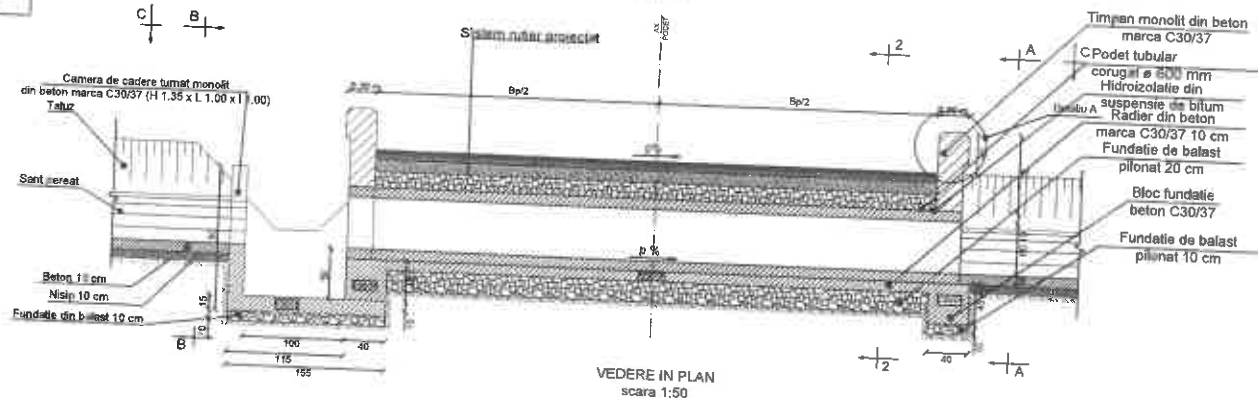 C
B
Camera de cadere turnat monolit
din beton marca C30/37 (H 1.35 x L 1.00 x l 1.00)
Taluz
Sant pereat
Beton 10 cm
Nisip 10 cm
Fundatie din balast 10 cm
B
15
100
40
115
155
Sistem rutier proiectat
AX
PODET
Bp/2
Bp/2
2
A
Timpan monolit din beton
marca C30/37
C Podet tubular
corugat ø 600 mm
Hidroizolatie din
suspensie de bitum
Detaliu A
Radier din beton
marca C30/37 10 cm
Fundatie de balast
pilonat 20 cm
Bloc fundatie
beton C30/37
Fundatie de balast
pilonat 10 cm
40
2
A
VEDERE IN PLAN
scara 1:50